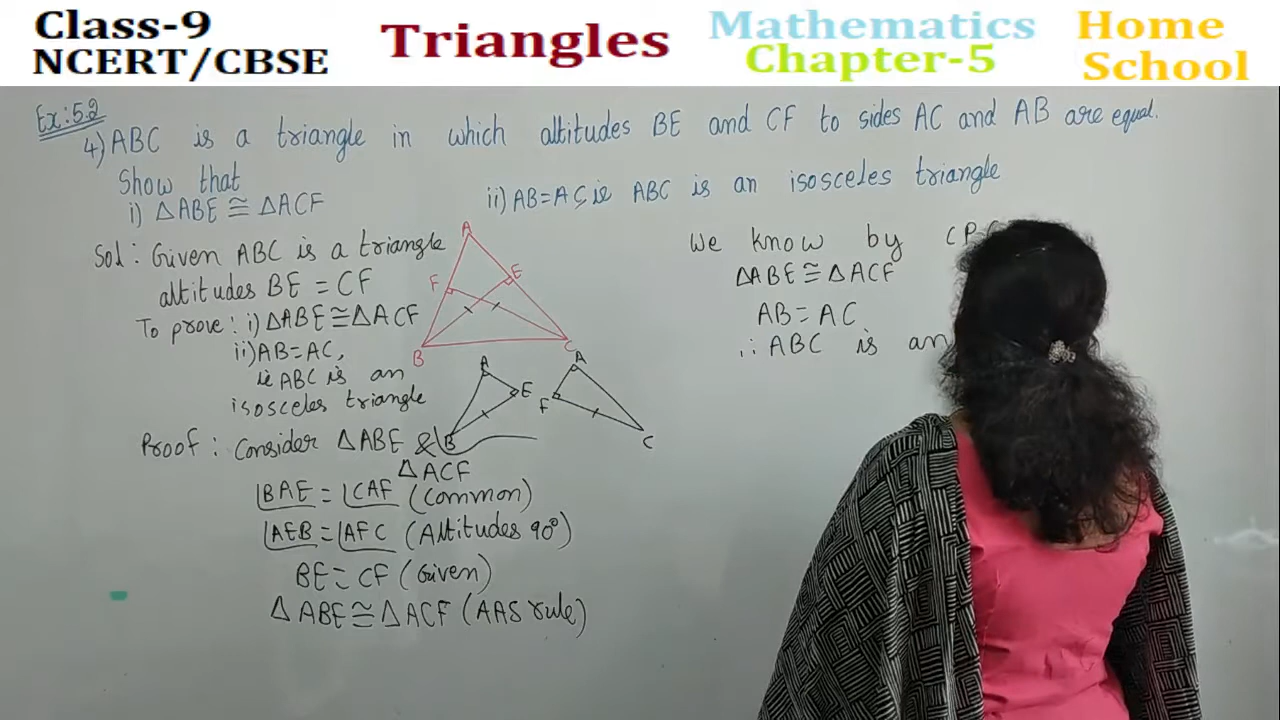 Class-9
NCERT/CBSE
Triangles
Mathematics
Chapter-5
Home
School
Ex:5.2
4) ABC is a triangle in which altitudes BE and CF to sides AC and AB are equal.
Show that
i) ΔABE ≅ ΔACF
ii) AB=AC, ie ABC is an isosceles triangle
Sol: Given ABC is a triangle
altitudes BE = CF
To prove: i) ΔABE ≅ ΔACF
ii) AB=AC,
ie ABC is an
isosceles triangle
Proof: Consider ΔABE &
ΔACF
∠BAE = ∠CAF (Common)
∠AEB = ∠AFC (Altitudes 90°)
BE = CF (Given)
ΔABE ≅ ΔACF (AAS rule)
A
F
E
B
C
A
E
B
A
F
C
We know by CP
ΔABE ≅ ΔACF
AB = AC
∴ ABC is an